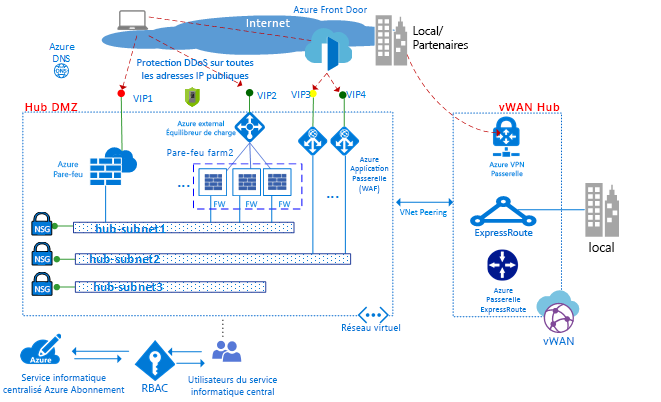 Azure Front Door
Internet
Local/
Partenaires
Azure
DNS
DNS
Protection DDoS sur toutes
les adresses IP publiques
VIP1
VIP2
VIP3
VIP4
Hub DMZ
vWAN Hub
Azure external
Équilibreur de charge
Pare-feu farm2
Azure
Pare-feu
...
FW
FW
FW
...
Azure
Application
Passerelle
(WAF)
Azure VPN
Passerelle
VNet Peering
ExpressRoute
local
NSG
hub-subnet1
NSG
hub-subnet2
NSG
hub-subnet3
Azure
Passerelle
ExpressRoute
Réseau virtuel
vWAN
Azure
Service informatique
centralisé Azure Abonnement
RBAC
Utilisateurs du service
informatique central